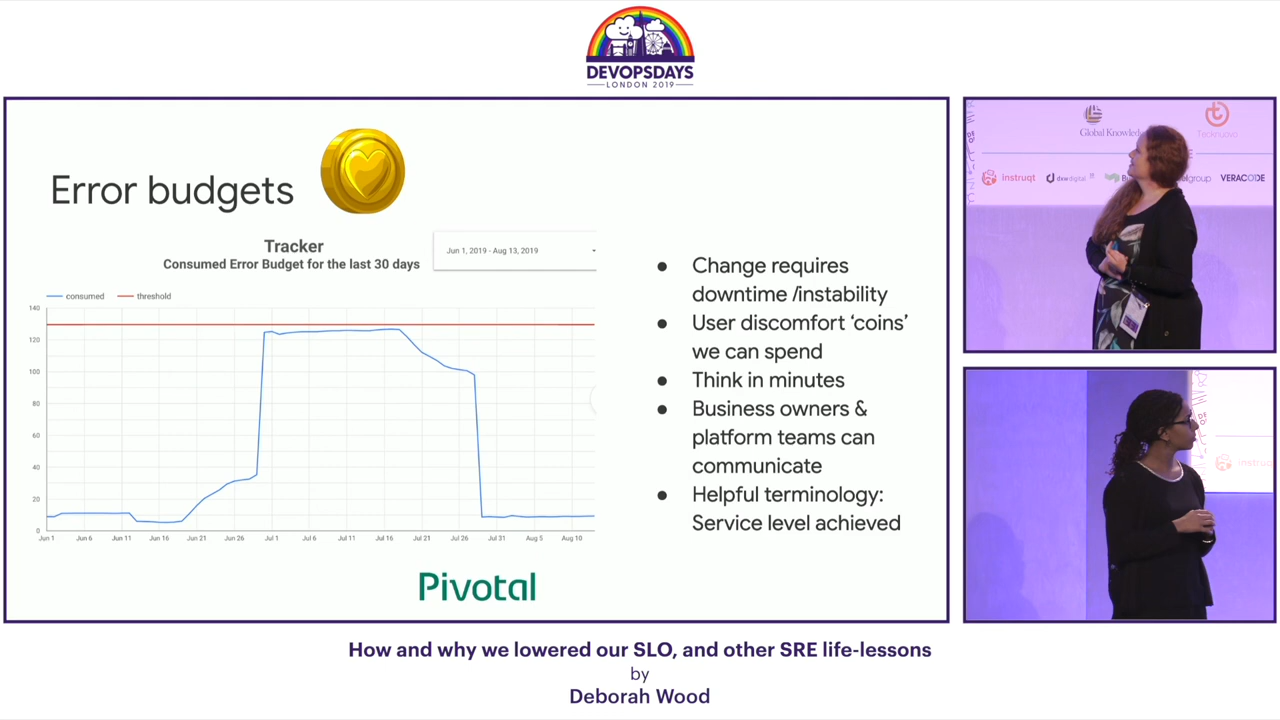 DEVOPSDAYS
LONDON 2019
Error budgets
Tracker
Consumed Error Budget for the last 30 days
Jun 1, 2019 - Aug 13, 2019
consumed
threshold
140
120
100
80
60
40
20
0
Jun 1
Jun 6
Jun 11
Jun 16
Jun 21
Jun 26
Jul 1
Jul 6
Jul 11
Jul 16
Jul 21
Jul 26
Jul 31
Aug 5
Aug 10
● Change requires
downtime /instability
● User discomfort ‘coins’
we can spend
● Think in minutes
● Business owners &
platform teams can
communicate
● Helpful terminology:
Service level achieved
Pivotal
Global Knowledge
Tecknuovo
instruqt
dxw digital
group
VERACODE
instruqt
How and why we lowered our SLO, and other SRE life-lessons
by
Deborah Wood